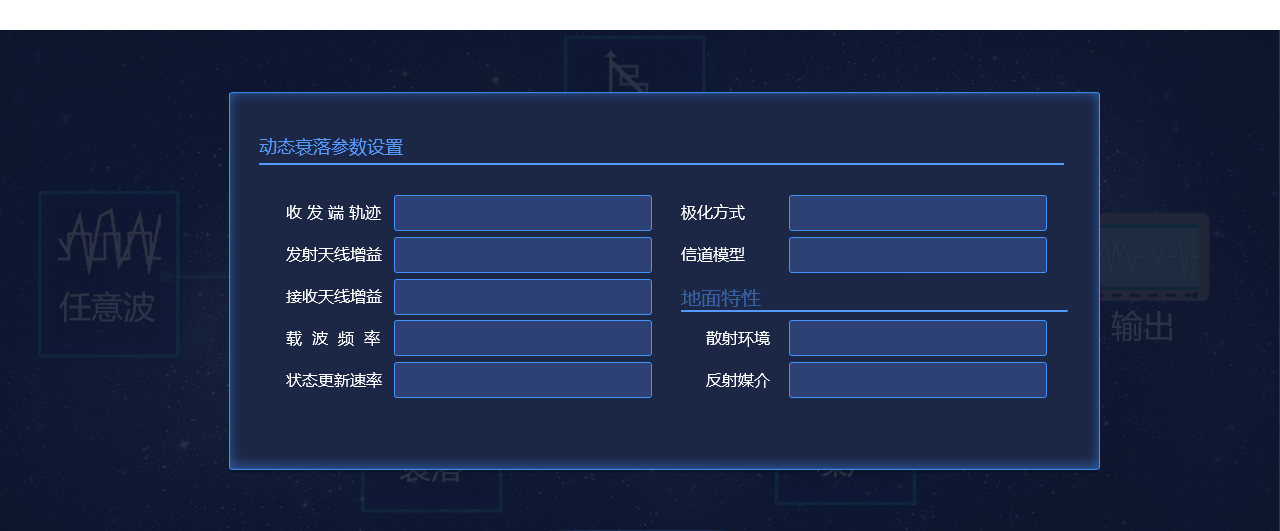 动态衰落参数设置
收发端轨迹
极化方式
发射天线增益
信道模型
接收天线增益
地面特性
载波频率
散射环境
状态更新速率
反射媒介
任意波
输出
衰落